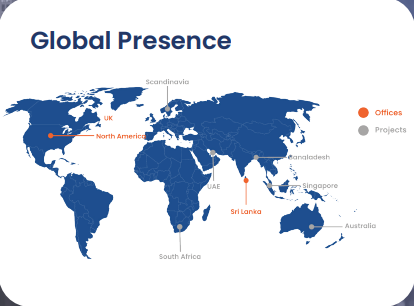 Global Presence
Scandinavia
Offices
UK
Projects
North America
Bangladesh
UAE
Singapore
Sri Lanka
Australia
South Africa